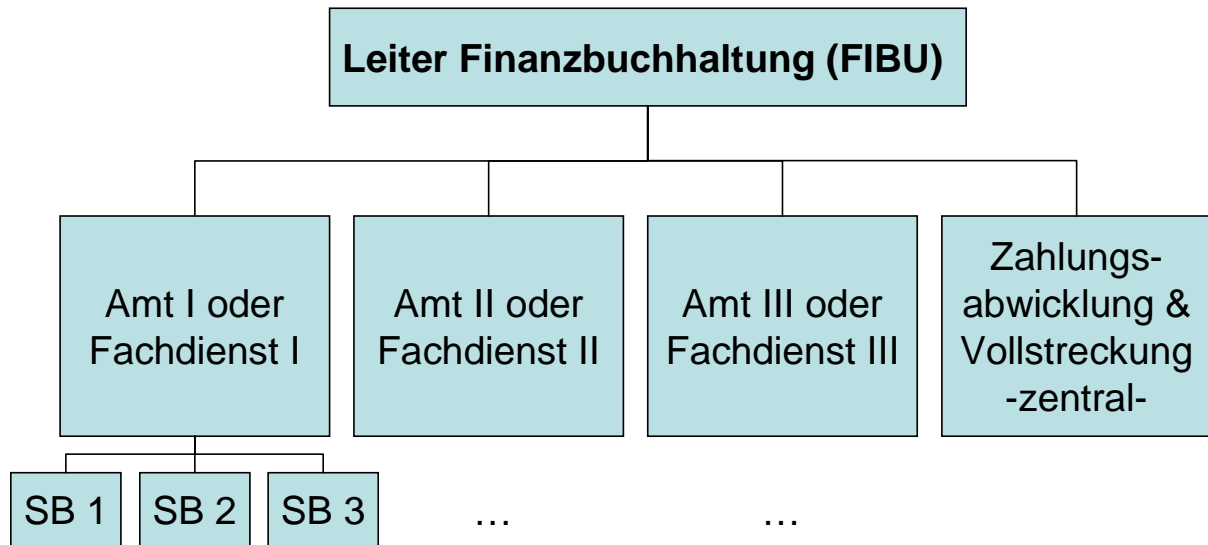 Leiter Finanzbuchhaltung (FIBU)
Amt I oder
Fachdienst I
Amt II oder
Fachdienst II
Amt III oder
Fachdienst III
Zahlungs-
abwicklung &
Vollstreckung
-zentral-
SB 1
SB 2
SB 3
…
…